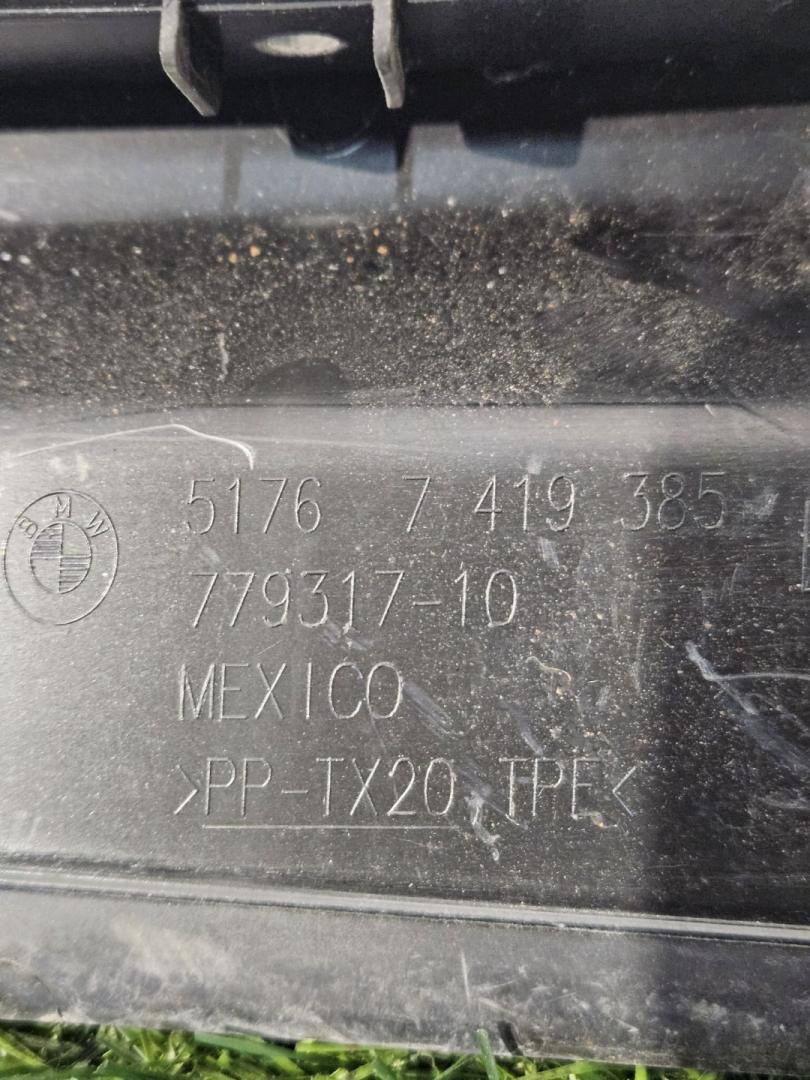 BMW
5176 7 419 385
779317-10
MEXICO
>PP-TX20, TPE<